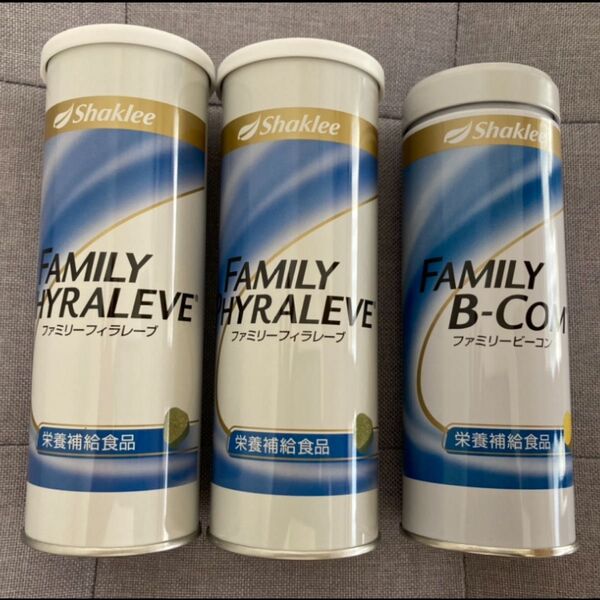 Shaklee
FAMILY
HYRALEVE®
ファミリーフィラレーブ
栄養補給食品
Shaklee
FAMILY
PHYRALEVE
ファミリーフィラレーブ
栄養補給食品
Shaklee
FAMILY
B-COM
ファミリービーコン
栄養補給食品